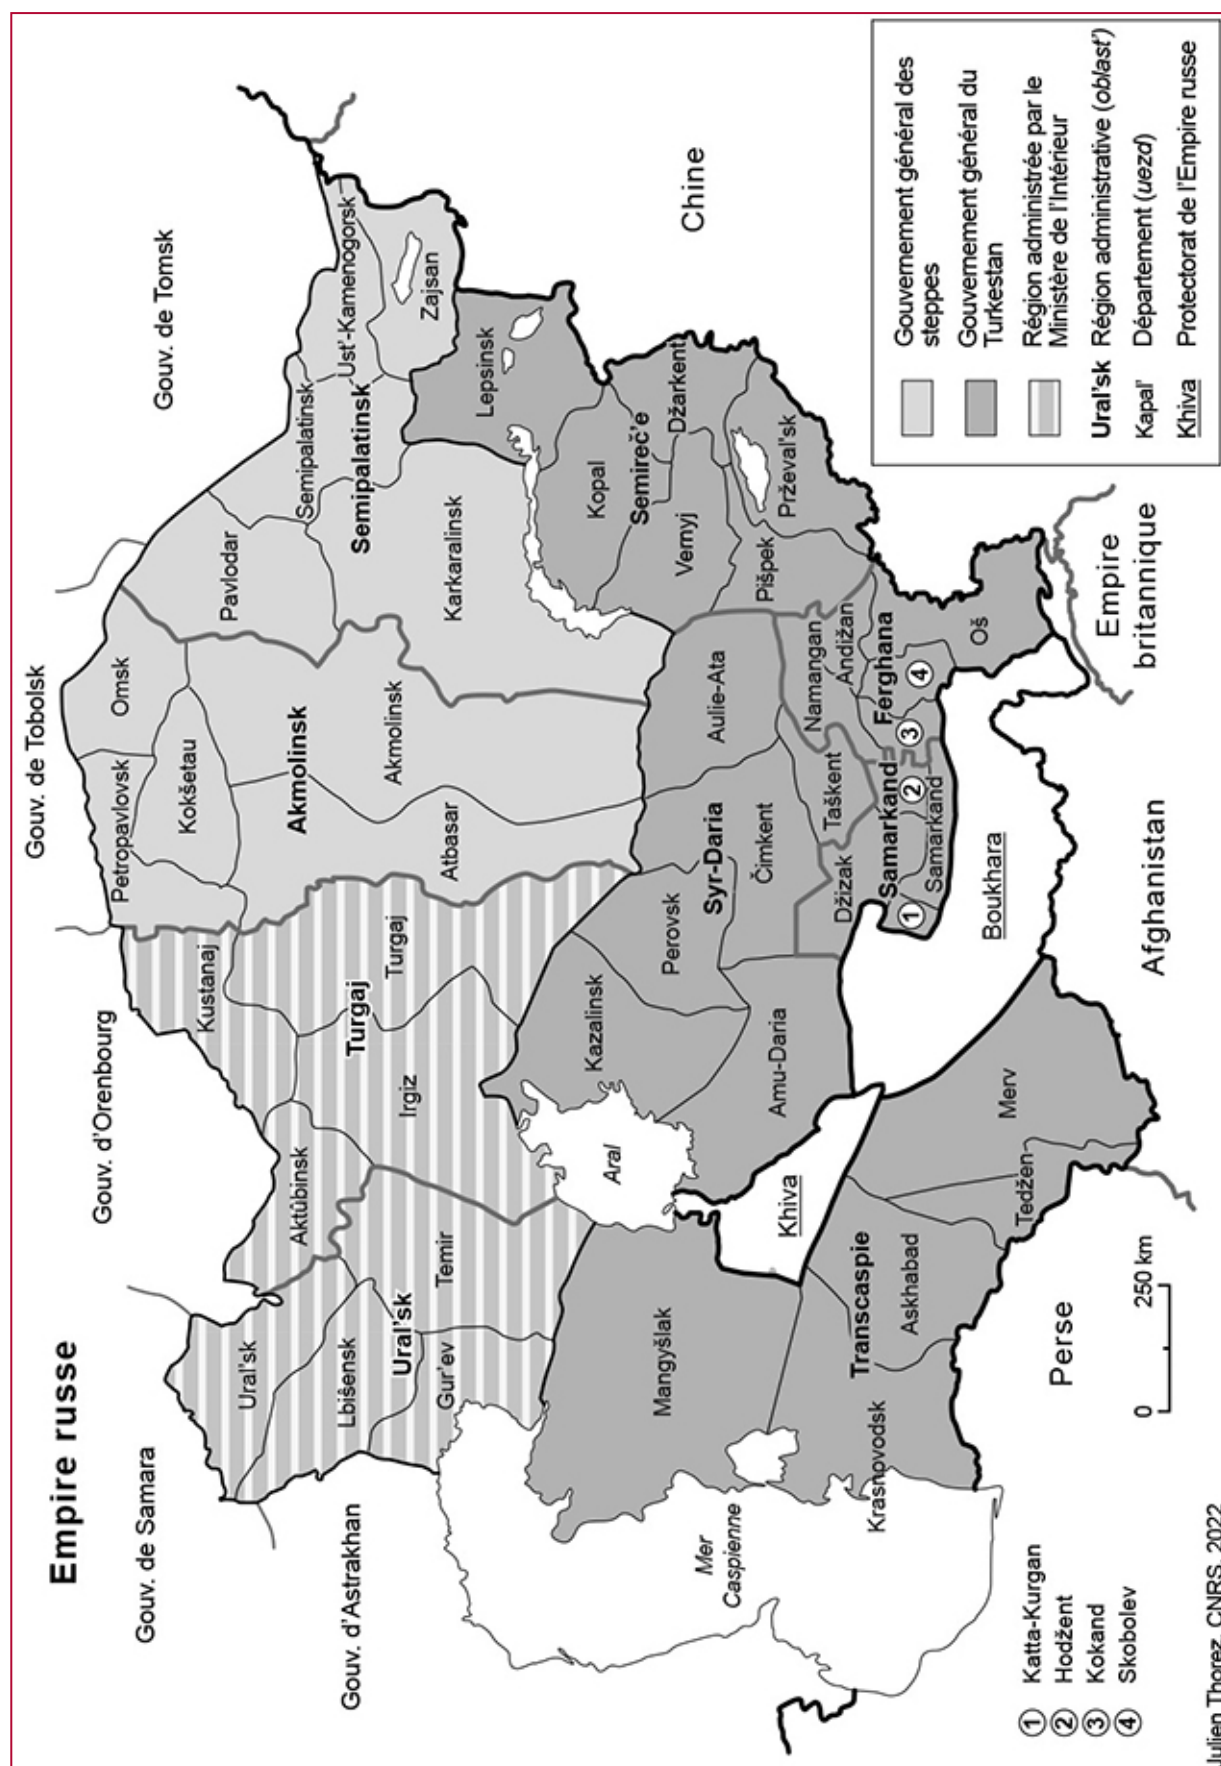 Empire russe
Gouv. de Samara
Gouv. d'Astrakhan
Gouv. d'Orenbourg
Gouv. de Tobolsk
Gouv. de Tomsk
Chine
Empire
britannique
Afghanistan
Perse
Mer
Caspienne
Aral
Khiva
Boukhara
Ural'sk
Ural'sk
Lbišensk
Gur'ev
Temir
Turgaj
Aktûbinsk
Kustanaj
Irgiz
Turgaj
Akmolinsk
Petropavlovsk
Omsk
Kokšetau
Atbasar
Akmolinsk
Semipalatinsk
Pavlodar
Semipalatinsk
Ust'-Kamenogorsk
Zajsan
Karkaralinsk
Semireč'e
Lepsinsk
Kopal
Džarkent
Vernyj
Pišpek
Prževal'sk
Syr-Daria
Kazalinsk
Perovsk
Čimkent
Aulie-Ata
Taškent
Amu-Daria
Samarkand
Džizak
Samarkand
1
2
Ferghana
Namangan
Andižan
Oš
3
4
Transcaspie
Mangyšlak
Krasnovodsk
Askhabad
Tedžen
Merv
0 250 km
1 Katta-Kurgan
2 Hodžent
3 Kokand
4 Skobolev
Gouvernement général des
steppes
Gouvernement général du
Turkestan
Région administrée par le
Ministère de l'Intérieur
Ural'sk Région administrative (oblast')
Kapal' Département (uezd)
Khiva Protectorat de l'Empire russe
Julien Thorez, CNRS, 2022